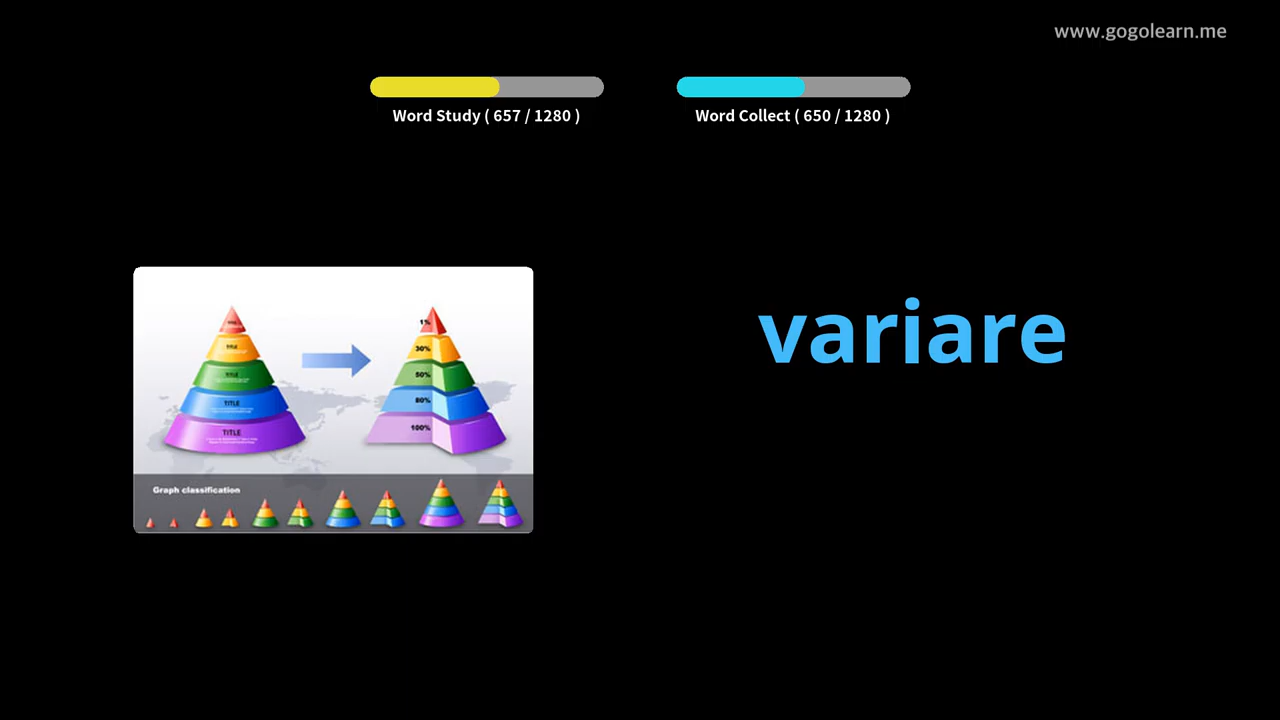 www.gogolearn.me
Word Study ( 657 / 1280 )
Word Collect ( 650 / 1280 )
variare
TITLE
TITLE
TITLE
TITLE
1%
30%
50%
80%
100%
Graph classification